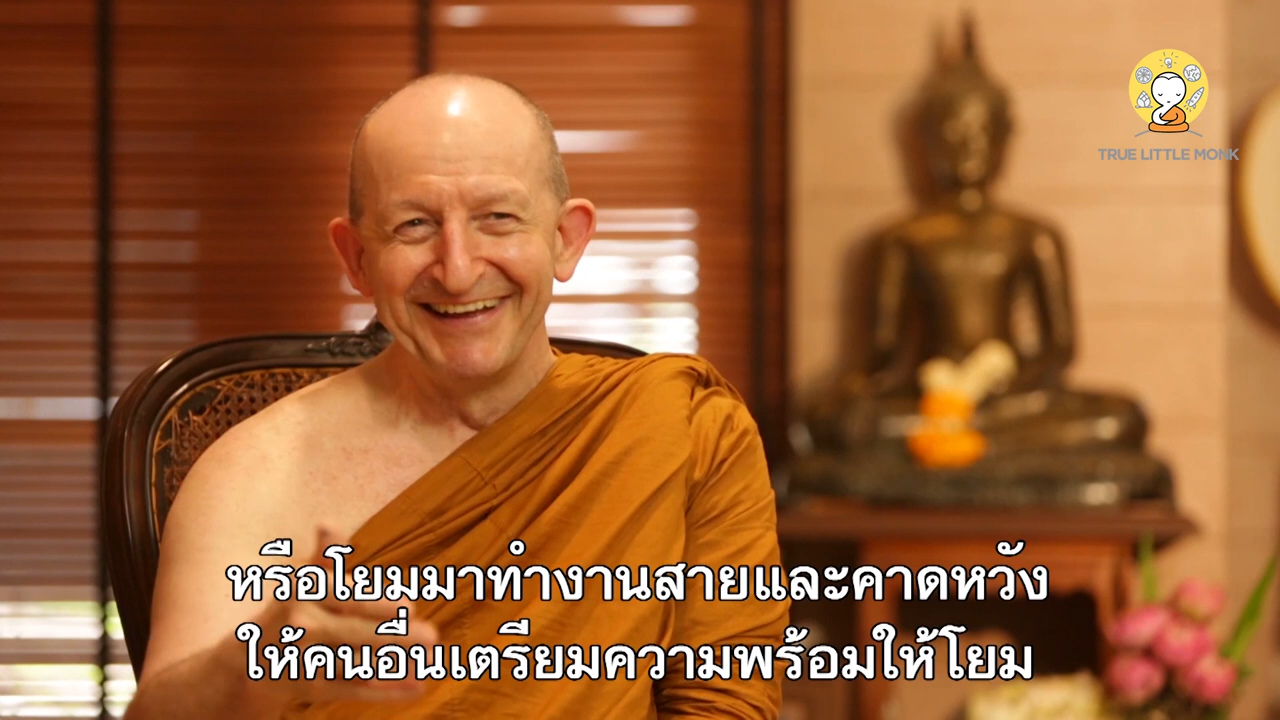 TRUE LITTLE MONK
หรือโยมมาทำงานสายและคาดหวัง
ให้คนอื่นเตรียมความพร้อมให้โยม